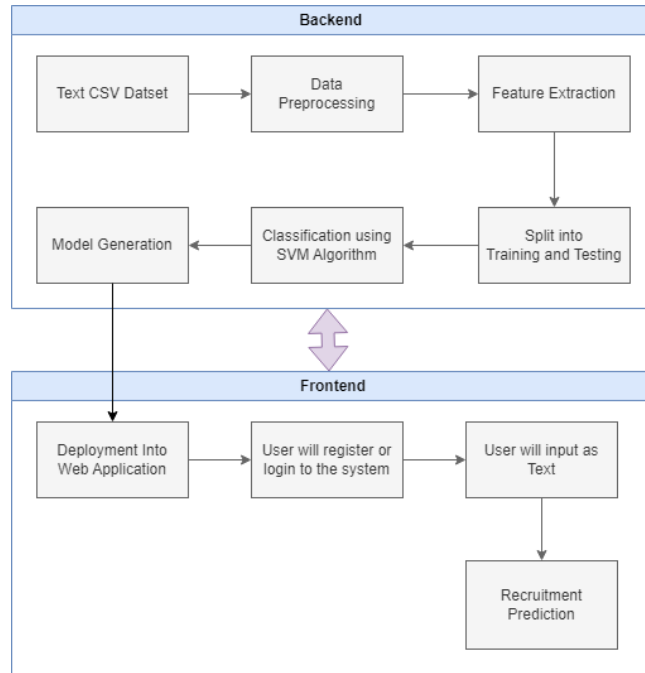 Backend
Text CSV Datset
Data
Preprocessing
Feature Extraction
Model Generation
Classification using
SVM Algorithm
Split into
Training and Testing
Frontend
Deployment Into
Web Application
User will register or
login to the system
User will input as
Text
Recruitment
Prediction